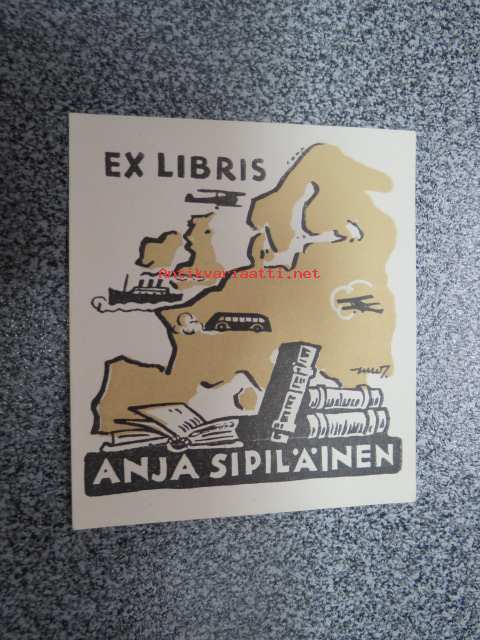 EX LIBRIS
Antikvariaatti.net
ANJA SIPILÄINEN